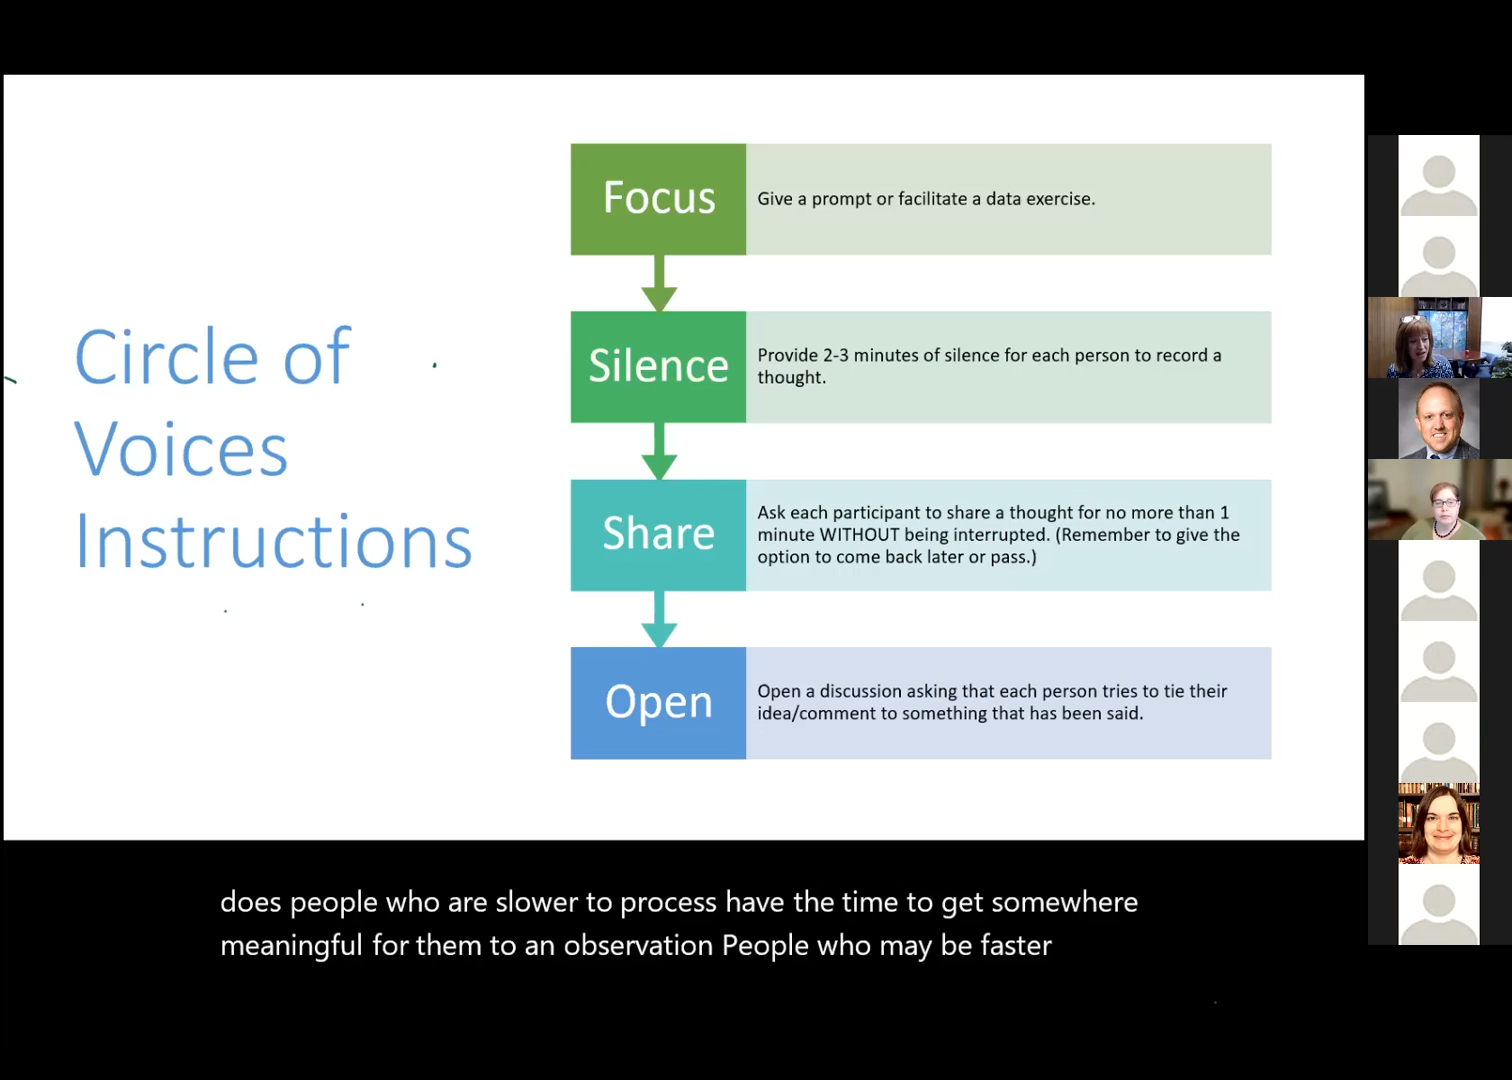 Circle of
Voices
Instructions
Focus
Give a prompt or facilitate a data exercise.
Silence
Provide 2-3 minutes of silence for each person to record a
thought.
Share
Ask each participant to share a thought for no more than 1
minute WITHOUT being interrupted. (Remember to give the
option to come back later or pass.)
Open
Open a discussion asking that each person tries to tie their
idea/comment to something that has been said.
does people who are slower to process have the time to get somewhere
meaningful for them to an observation People who may be faster